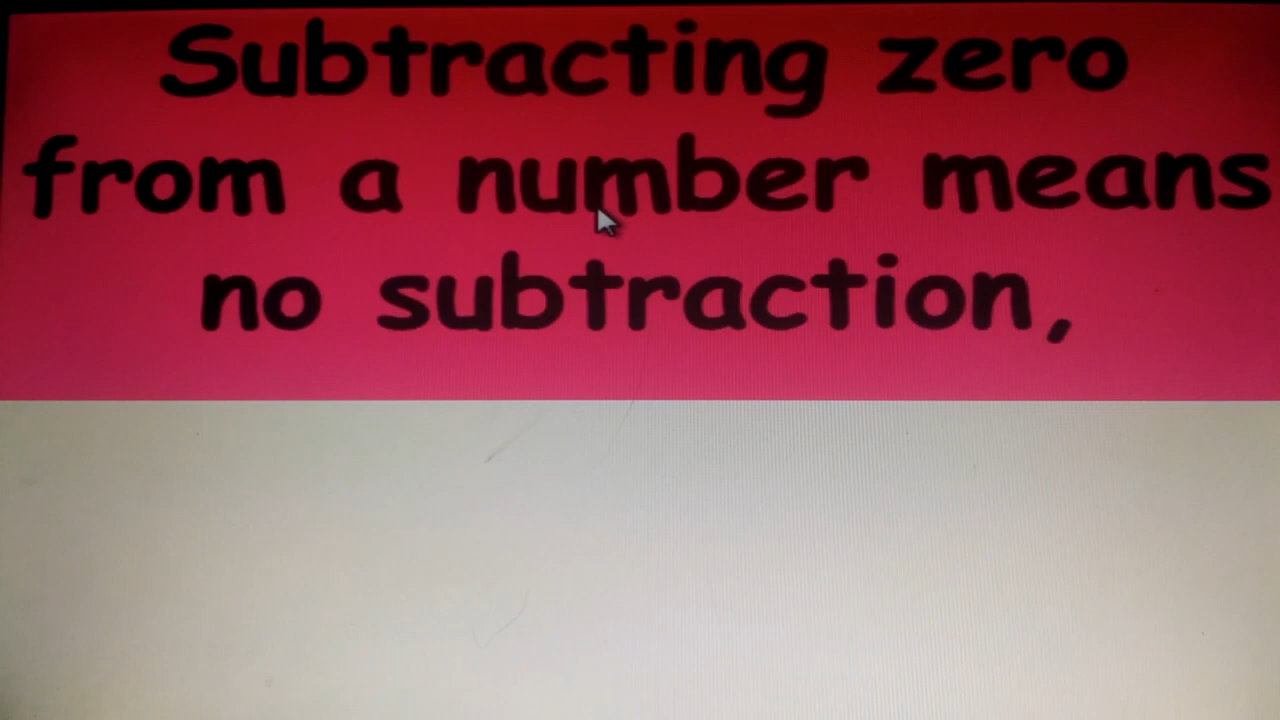 Subtracting zero
from a number means
no subtraction,